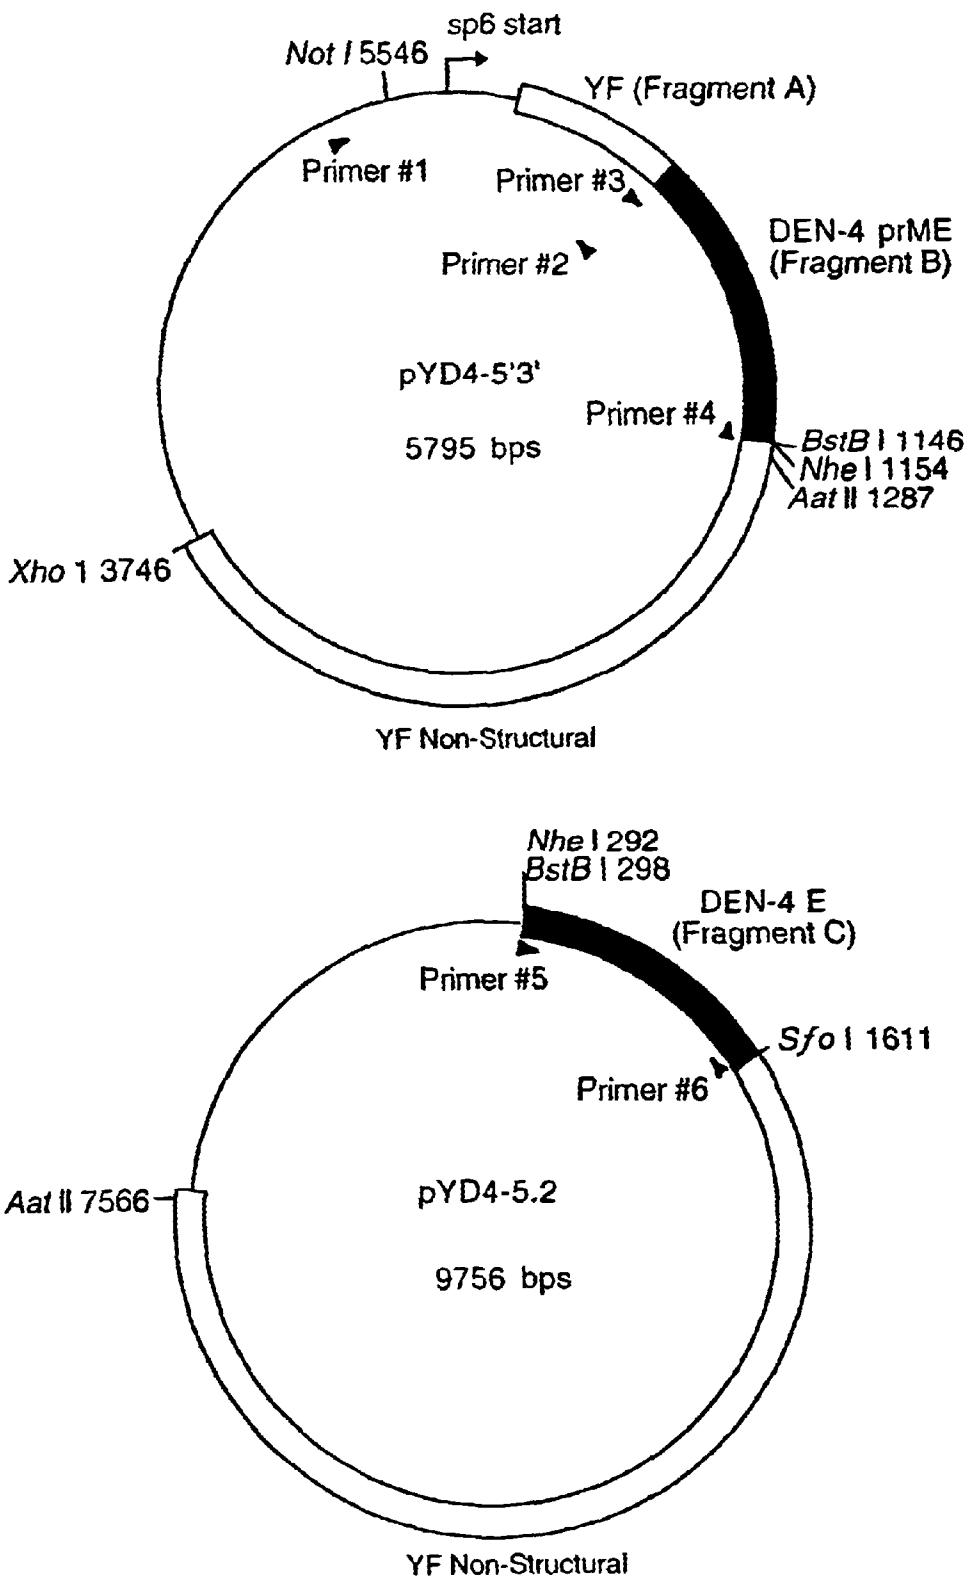 sp6 start
Not I 5546
YF (Fragment A)
Primer #1
Primer #3
DEN-4 prME
(Fragment B)
Primer #2
pYD4-5'3'
Primer #4
5795 bps
BstB I 1146
Nhe I 1154
Aat II 1287
Xho 1 3746
YF Non-Structural
Nhe I 292
BstB I 298
DEN-4 E
(Fragment C)
Primer #5
Sfo I 1611
Primer #6
Aat II 7566
pYD4-5.2
9756 bps
YF Non-Structural